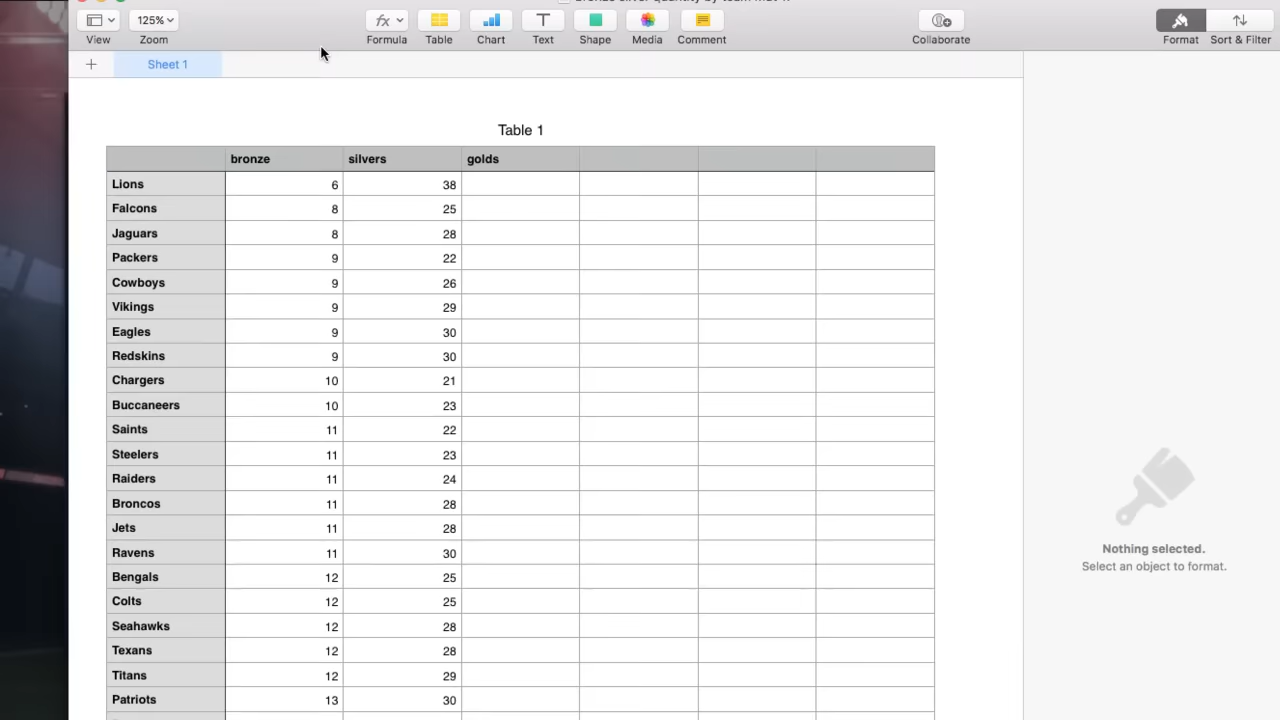 125%
View Zoom Formula Table Chart Text Shape Media Comment Collaborate Format Sort & Filter
Sheet 1
Table 1
bronze silvers golds
Lions 6 38
Falcons 8 25
Jaguars 8 28
Packers 9 22
Cowboys 9 26
Vikings 9 29
Eagles 9 30
Redskins 9 30
Chargers 10 21
Buccaneers 10 23
Saints 11 22
Steelers 11 23
Raiders 11 24
Broncos 11 28
Jets 11 28
Ravens 11 30
Bengals 12 25
Colts 12 25
Seahawks 12 28
Texans 12 28
Titans 12 29
Patriots 13 30
Nothing selected.
Select an object to format.